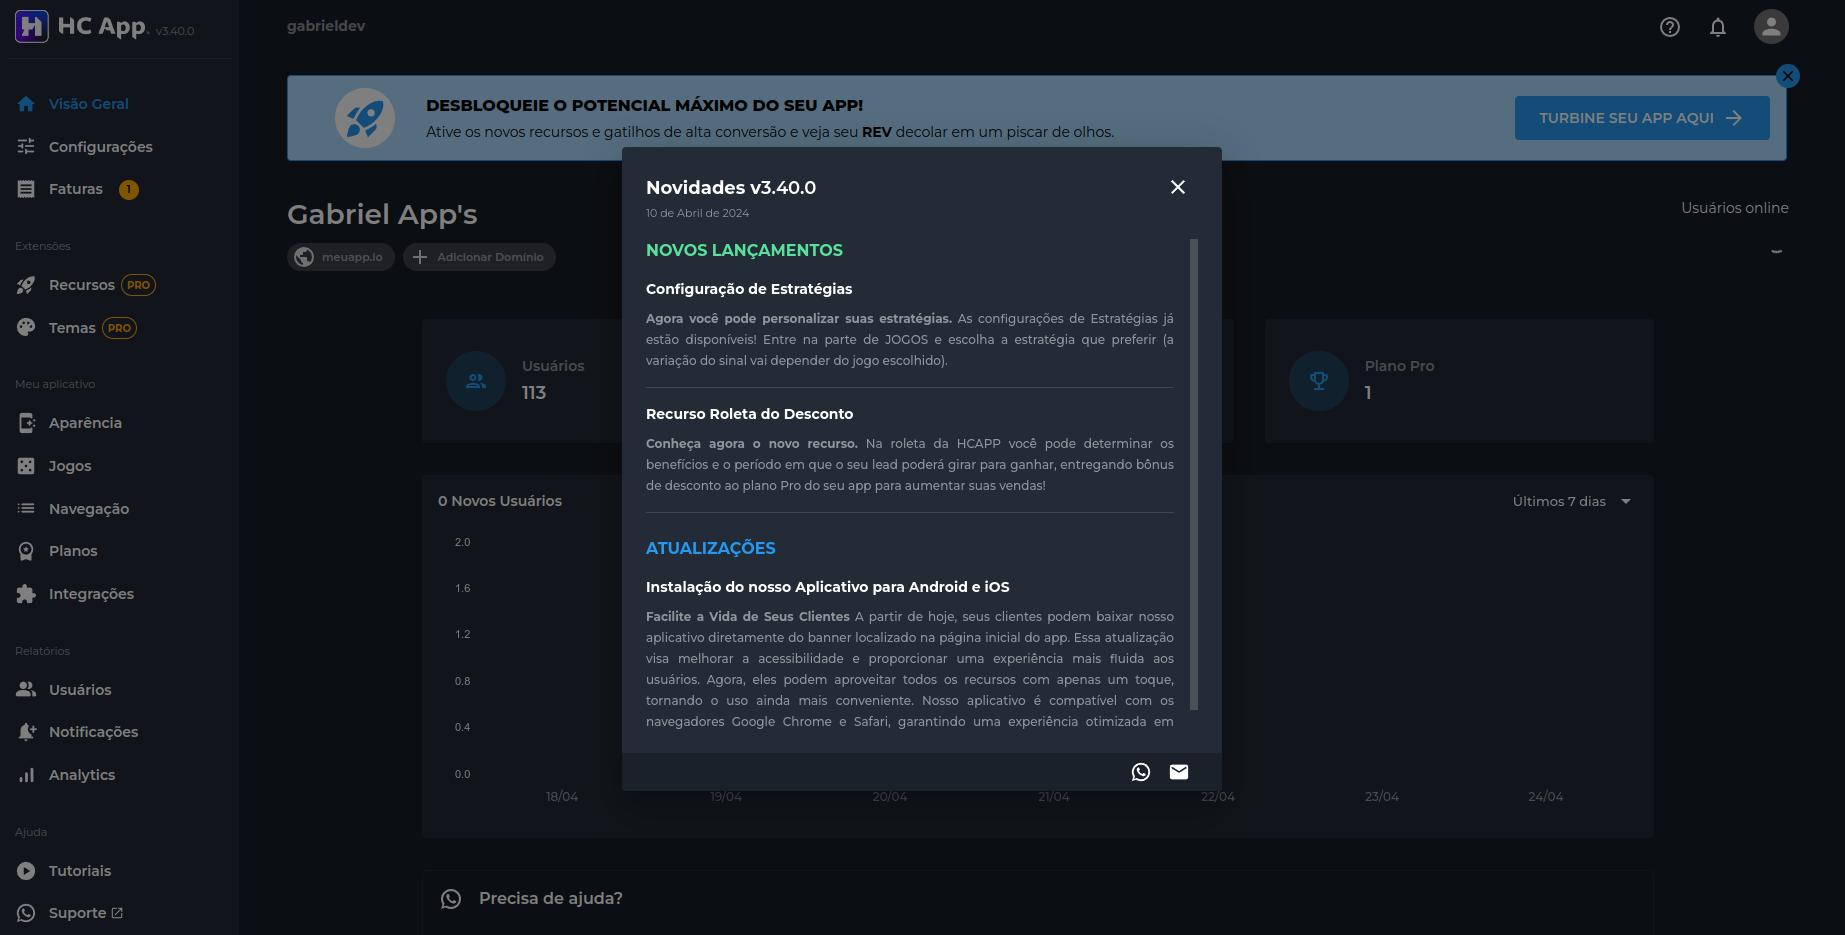 HC App. v3.40.0
gabrieldev
Visão Geral
Configurações
Faturas 1
Extensões
Recursos PRO
Temas PRO
Meu aplicativo
Aparência
Jogos
Navegação
Planos
Integrações
Relatórios
Usuários
Notificações
Analytics
Ajuda
Tutoriais
Suporte
DESBLOQUEIE O POTENCIAL MÁXIMO DO SEU APP!
Ative os novos recursos e gatilhos de alta conversão e veja seu REV decolar em um piscar de olhos.
TURBINE SEU APP AQUI
Gabriel App's
Usuários online
meuapp.io
Adicionar Domínio
Usuários
113
Plano Pro
1
0 Novos Usuários
Últimos 7 dias
2.0
1.6
1.2
0.8
0.4
0.0
18/04 19/04 20/04 21/04 22/04 23/04 24/04
Precisa de ajuda?
Novidades v3.40.0
10 de Abril de 2024
NOVOS LANÇAMENTOS
Configuração de Estratégias
Agora você pode personalizar suas estratégias. As configurações de Estratégias já
estão disponíveis! Entre na parte de JOGOS e escolha a estratégia que preferir (a
variação do sinal vai depender do jogo escolhido).
Recurso Roleta do Desconto
Conheça agora o novo recurso. Na roleta da HCAPP você pode determinar os
benefícios e o período em que o seu lead poderá girar para ganhar, entregando bônus
de desconto ao plano Pro do seu app para aumentar suas vendas!
ATUALIZAÇÕES
Instalação do nosso Aplicativo para Android e iOS
Facilite a Vida de Seus Clientes A partir de hoje, seus clientes podem baixar nosso
aplicativo diretamente do banner localizado na página inicial do app. Essa atualização
visa melhorar a acessibilidade e proporcionar uma experiência mais fluida aos
usuários. Agora, eles podem aproveitar todos os recursos com apenas um toque,
tornando o uso ainda mais conveniente. Nosso aplicativo é compatível com os
navegadores Google Chrome e Safari, garantindo uma experiência otimizada em